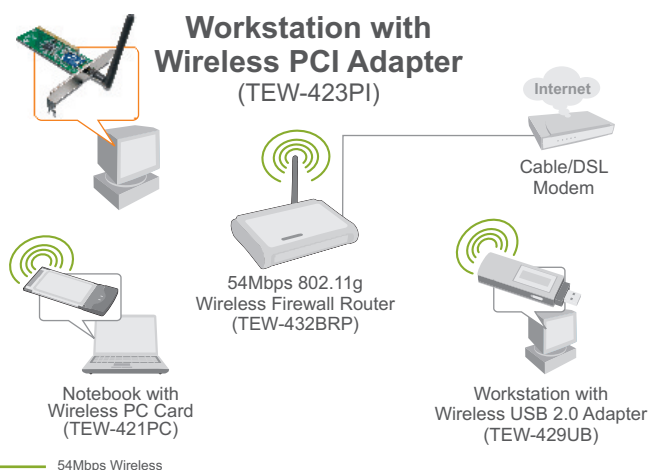 Workstation with
Wireless PCI Adapter
(TEW-423PI)
Internet
Cable/DSL
Modem
54Mbps 802.11g
Wireless Firewall Router
(TEW-432BRP)
Notebook with
Wireless PC Card
(TEW-421PC)
Workstation with
Wireless USB 2.0 Adapter
(TEW-429UB)
54Mbps Wireless